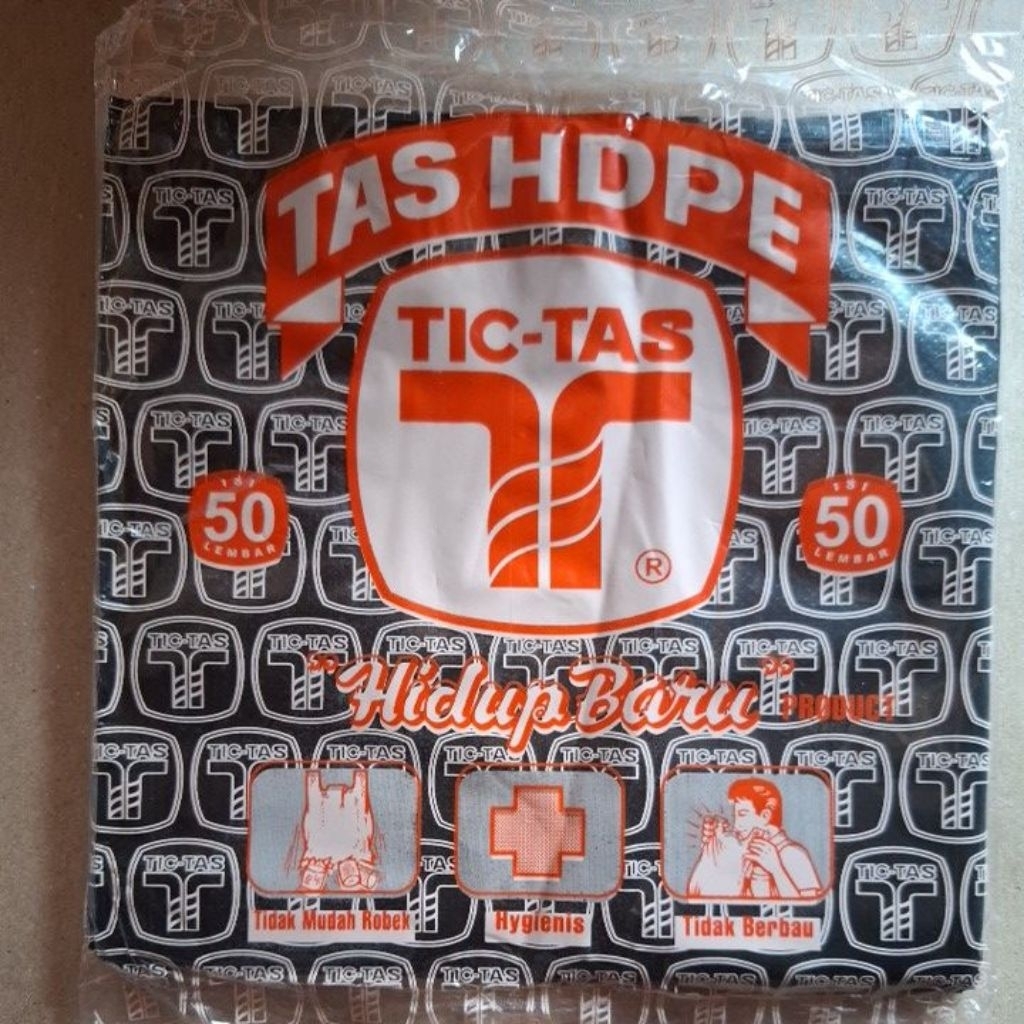 TAS HDPE
TIC-TAS
®
ISI
50
LEMBAR
ISI
50
LEMBAR
"Hidup Baru"
PRODUCT
Tidak Mudah Robek
Hygienis
Tidak Berbau